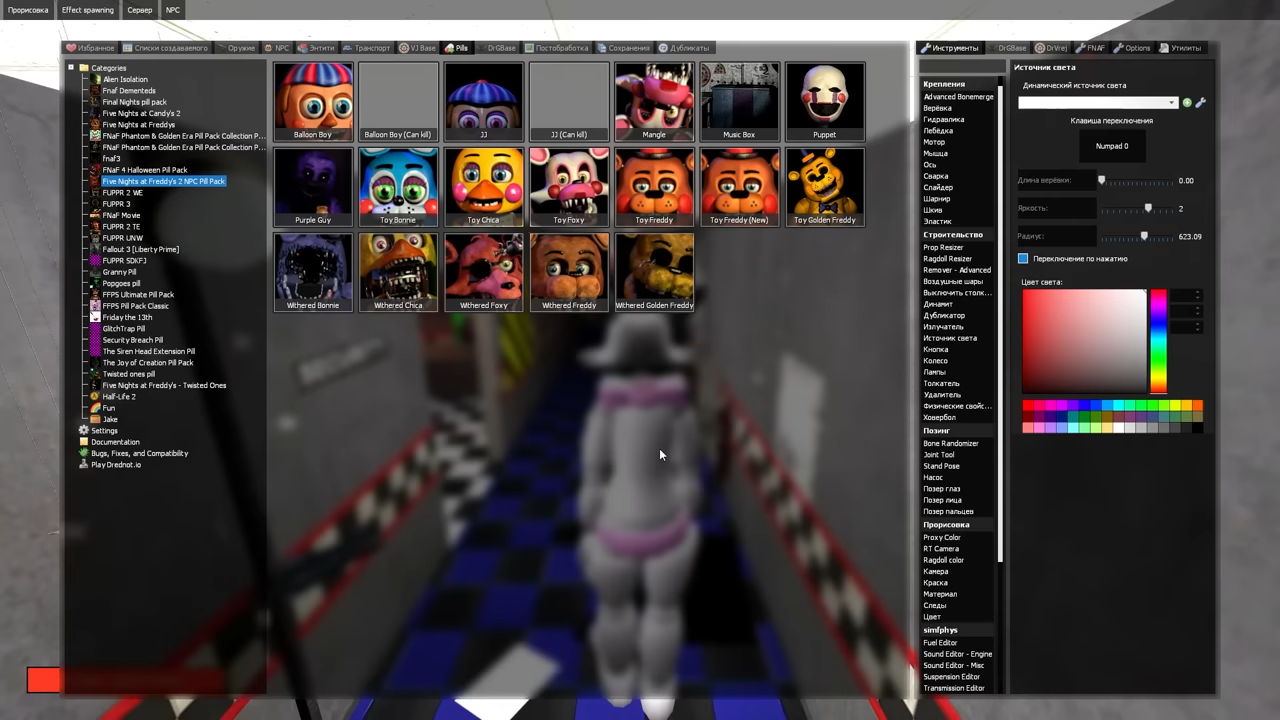 Прорисовка
Effect spawning
Сервер
NPC
Избранное
Списки создаваемого
Оружие
NPC
Энтити
Транспорт
VJ Base
Pills
DrGBase
Постобработка
Сохранения
Дубликаты
Categories
Alien Isolation
Fnaf Dementeds
Final Nights pill pack
Five Nights at Candy's 2
Five Nights at Freddys
FNaF Phantom & Golden Era Pill Pack Collection P...
FNaF Phantom & Golden Era Pill Pack Collection P...
fnaf3
FNaF 4 Halloween Pill Pack
Five Nights at Freddy's 2 NPC Pill Pack
FUPPR 2 WE
FUPPR 3
FNaF Movie
FUPPR 2 TE
FUPPR UNW
Fallout 3 [Liberty Prime]
FUPPR SDKFJ
Granny Pill
Popgoes pill
FFPS Ultimate Pill Pack
FFPS Pill Pack Classic
Friday the 13th
GlitchTrap Pill
Security Breach Pill
The Siren Head Extension Pill
The Joy of Creation Pill Pack
Twisted ones pill
Five Nights at Freddy's - Twisted Ones
Half-Life 2
Fun
Jake
Settings
Documentation
Bugs, Fixes, and Compatibility
Play Drednot.io
Balloon Boy
Balloon Boy (Can kill)
JJ
JJ (Can kill)
Mangle
Music Box
Puppet
Purple Guy
Toy Bonnie
Toy Chica
Toy Foxy
Toy Freddy
Toy Freddy (New)
Toy Golden Freddy
Withered Bonnie
Withered Chica
Withered Foxy
Withered Freddy
Withered Golden Freddy
Инструменты
DrGBase
DrVrej
FNAF
Options
Утилиты
Крепления
Advanced Bonemerge
Верёвка
Гидравлика
Лебёдка
Мотор
Мышца
Ось
Сварка
Слайдер
Шарнир
Шкив
Эластик
Строительство
Prop Resizer
Ragdoll Resizer
Remover - Advanced
Воздушные шары
Выключить столк...
Динамит
Дубликатор
Излучатель
Источник света
Кнопка
Колесо
Лампы
Толкатель
Удалитель
Физические свойс...
Ховербол
Позинг
Bone Randomizer
Joint Tool
Stand Pose
Насос
Позер глаз
Позер лица
Позер пальцев
Прорисовка
Proxy Color
RT Camera
Ragdoll color
Камера
Краска
Материал
Следы
Цвет
simfphys
Fuel Editor
Sound Editor - Engine
Sound Editor - Misc
Suspension Editor
Transmission Editor
Источник света
Динамический источник света
Клавиша переключения
Numpad 0
Длина верёвки: 0.00
Яркость: 2
Радиус: 623.09
Переключение по нажатию
Цвет света: